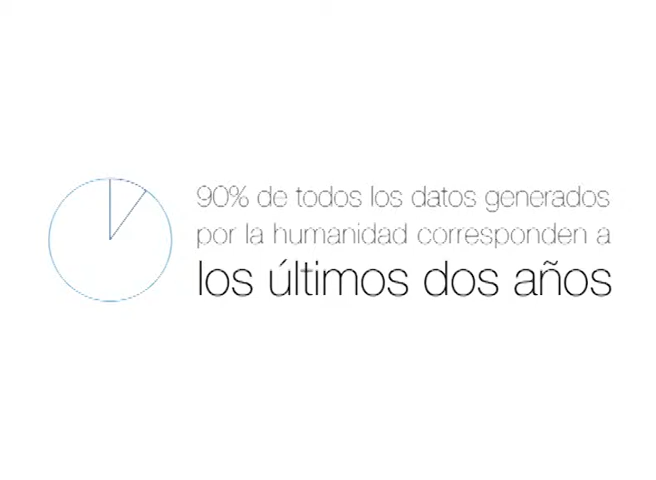 90% de todos los datos generados
por la humanidad corresponden a
los últimos dos años